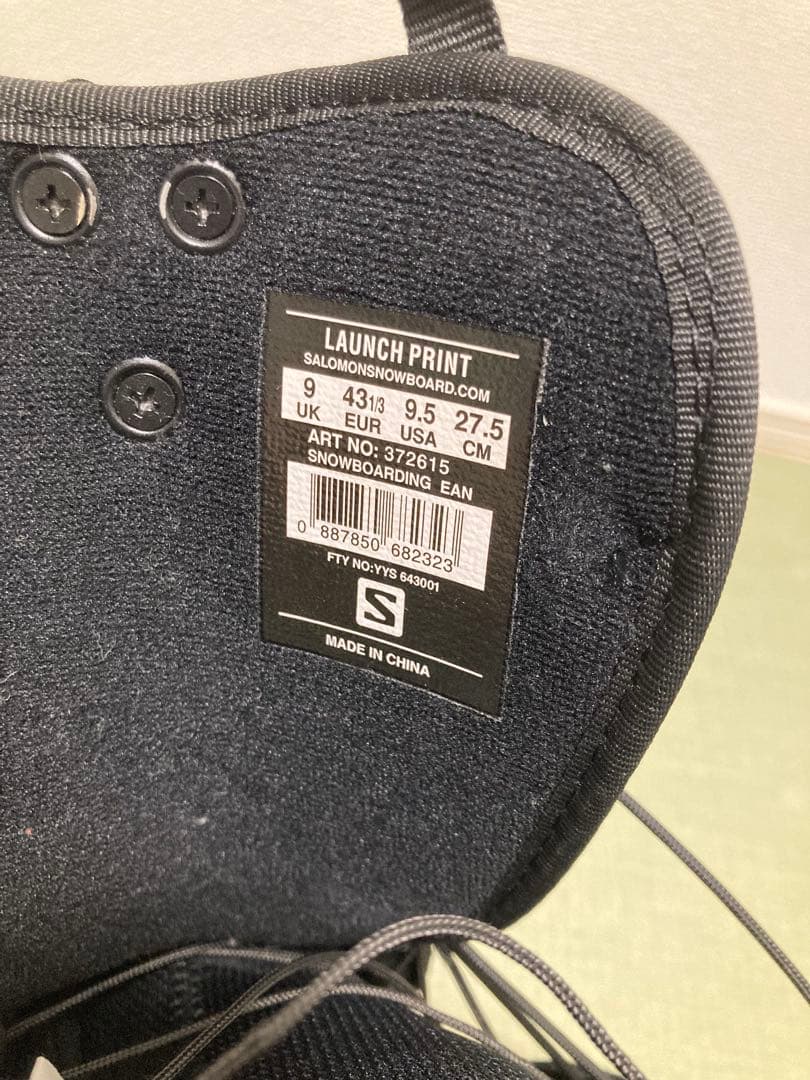 LAUNCH PRINT
SALOMONSNOWBOARD.COM
9 43 1/3 9.5 27.5
UK EUR USA CM
ART NO: 372615
SNOWBOARDING EAN
0 887850 682323
FTY NO:YYS 643001
S
MADE IN CHINA